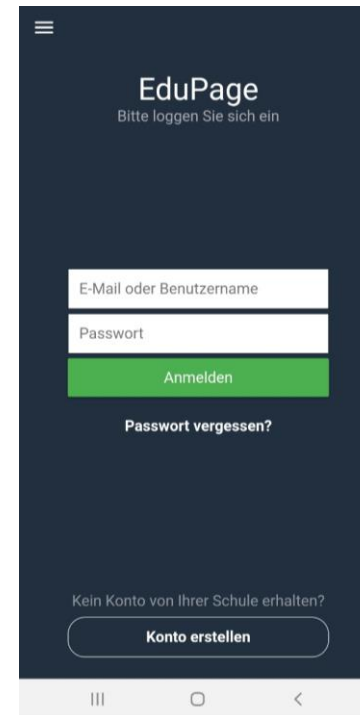 EduPage
Bitte loggen Sie sich ein
E-Mail oder Benutzername
Passwort
Anmelden
Passwort vergessen?
Kein Konto von Ihrer Schule erhalten?
Konto erstellen